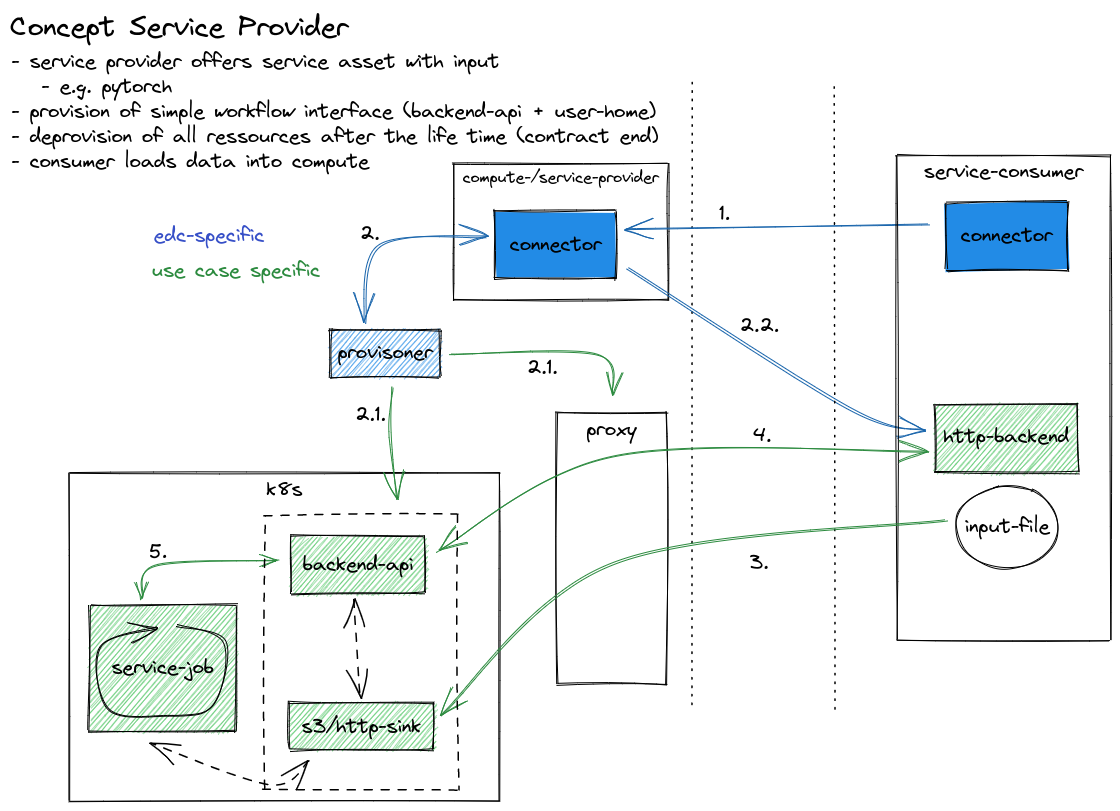 Concept Service Provider
- service provider offers service asset with input
- e.g. pytorch
- provision of simple workflow interface (backend-api + user-home)
- deprovision of all ressources after the life time (contract end)
- consumer loads data into compute
compute-/service-provider
service-consumer
1.
connector
connector
edc-specific
2.
use case specific
2.2.
provisoner
2.1.
2.1.
proxy
4.
http-backend
k8s
input-file
5.
backend-api
3.
service-job
s3/http-sink